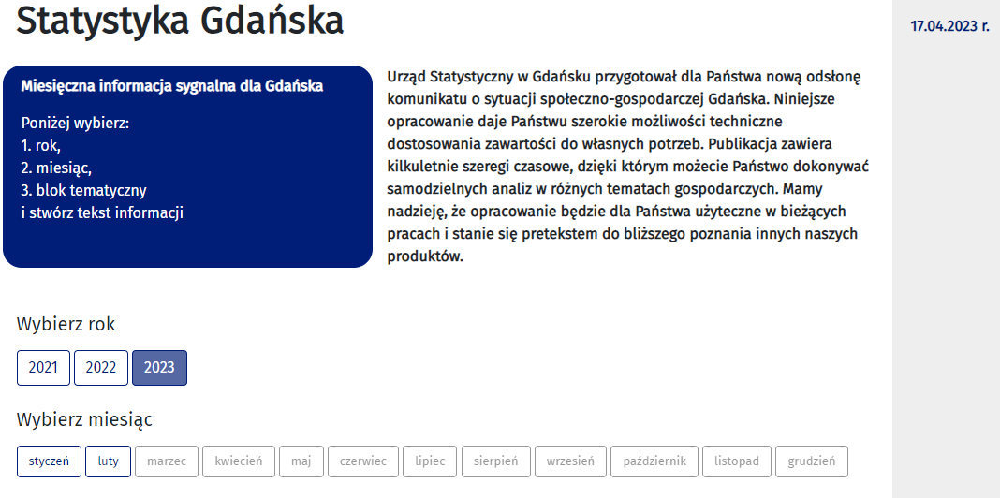 Statystyka Gdańska
17.04.2023 r.
Miesięczna informacja sygnalna dla Gdańska
Poniżej wybierz:
1. rok,
2. miesiąc,
3. blok tematyczny
i stwórz tekst informacji
Urząd Statystyczny w Gdańsku przygotował dla Państwa nową odsłonę
komunikatu o sytuacji społeczno-gospodarczej Gdańska. Niniejsze
opracowanie daje Państwu szerokie możliwości techniczne
dostosowania zawartości do własnych potrzeb. Publikacja zawiera
kilkuletnie szeregi czasowe, dzięki którym możecie Państwo dokonywać
samodzielnych analiz w różnych tematach gospodarczych. Mamy
nadzieję, że opracowanie będzie dla Państwa użyteczne w bieżących
pracach i stanie się pretekstem do bliższego poznania innych naszych
produktów.
Wybierz rok
2021 2022 2023
Wybierz miesiąc
styczeń luty marzec kwiecień maj czerwiec lipiec sierpień wrzesień październik listopad grudzień